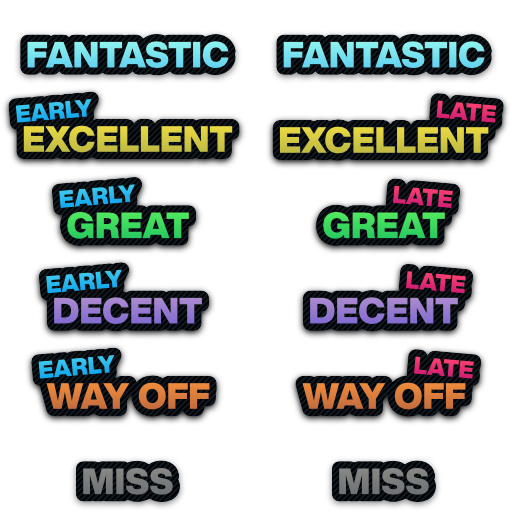 FANTASTIC FANTASTIC
EARLY LATE
EXCELLENT EXCELLENT
EARLY LATE
GREAT GREAT
EARLY LATE
DECENT DECENT
EARLY LATE
WAY OFF WAY OFF
MISS MISS